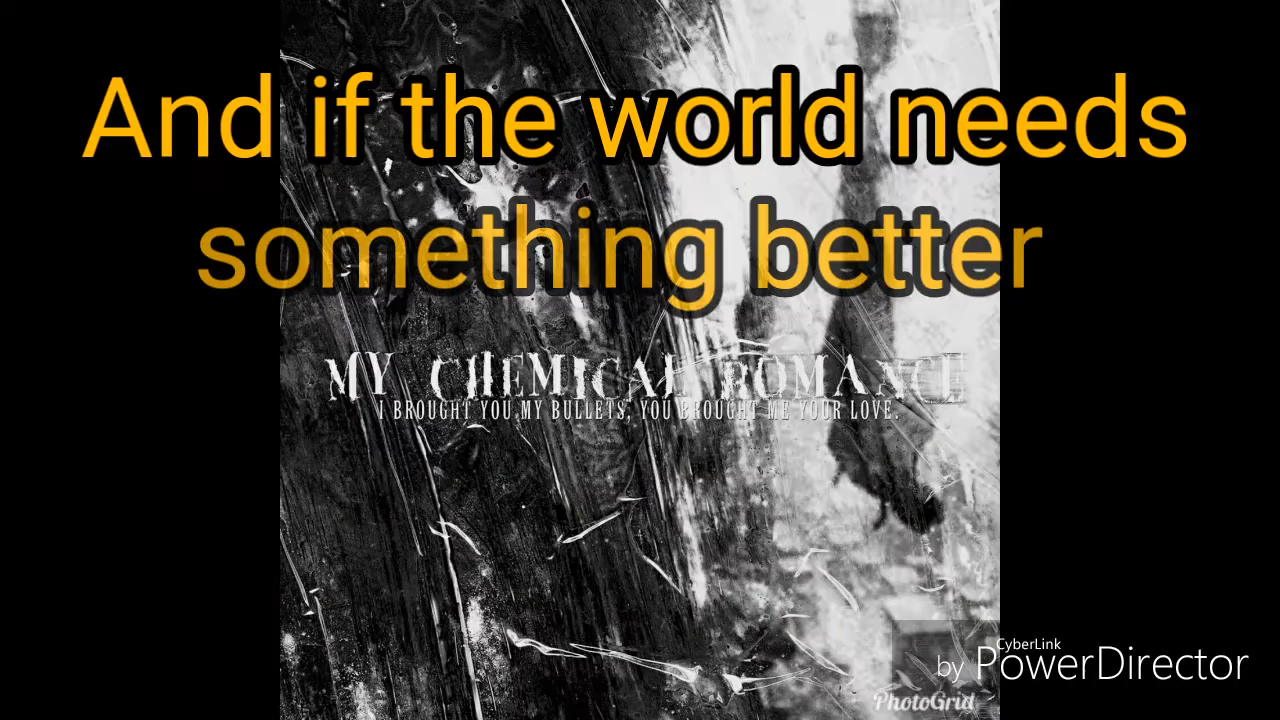 And if the world needs
something better
MY CHEMICAL ROMANCE
I BROUGHT YOU MY BULLETS, YOU BROUGHT ME YOUR LOVE.
CyberLink
by PowerDirector
PhotoGrid